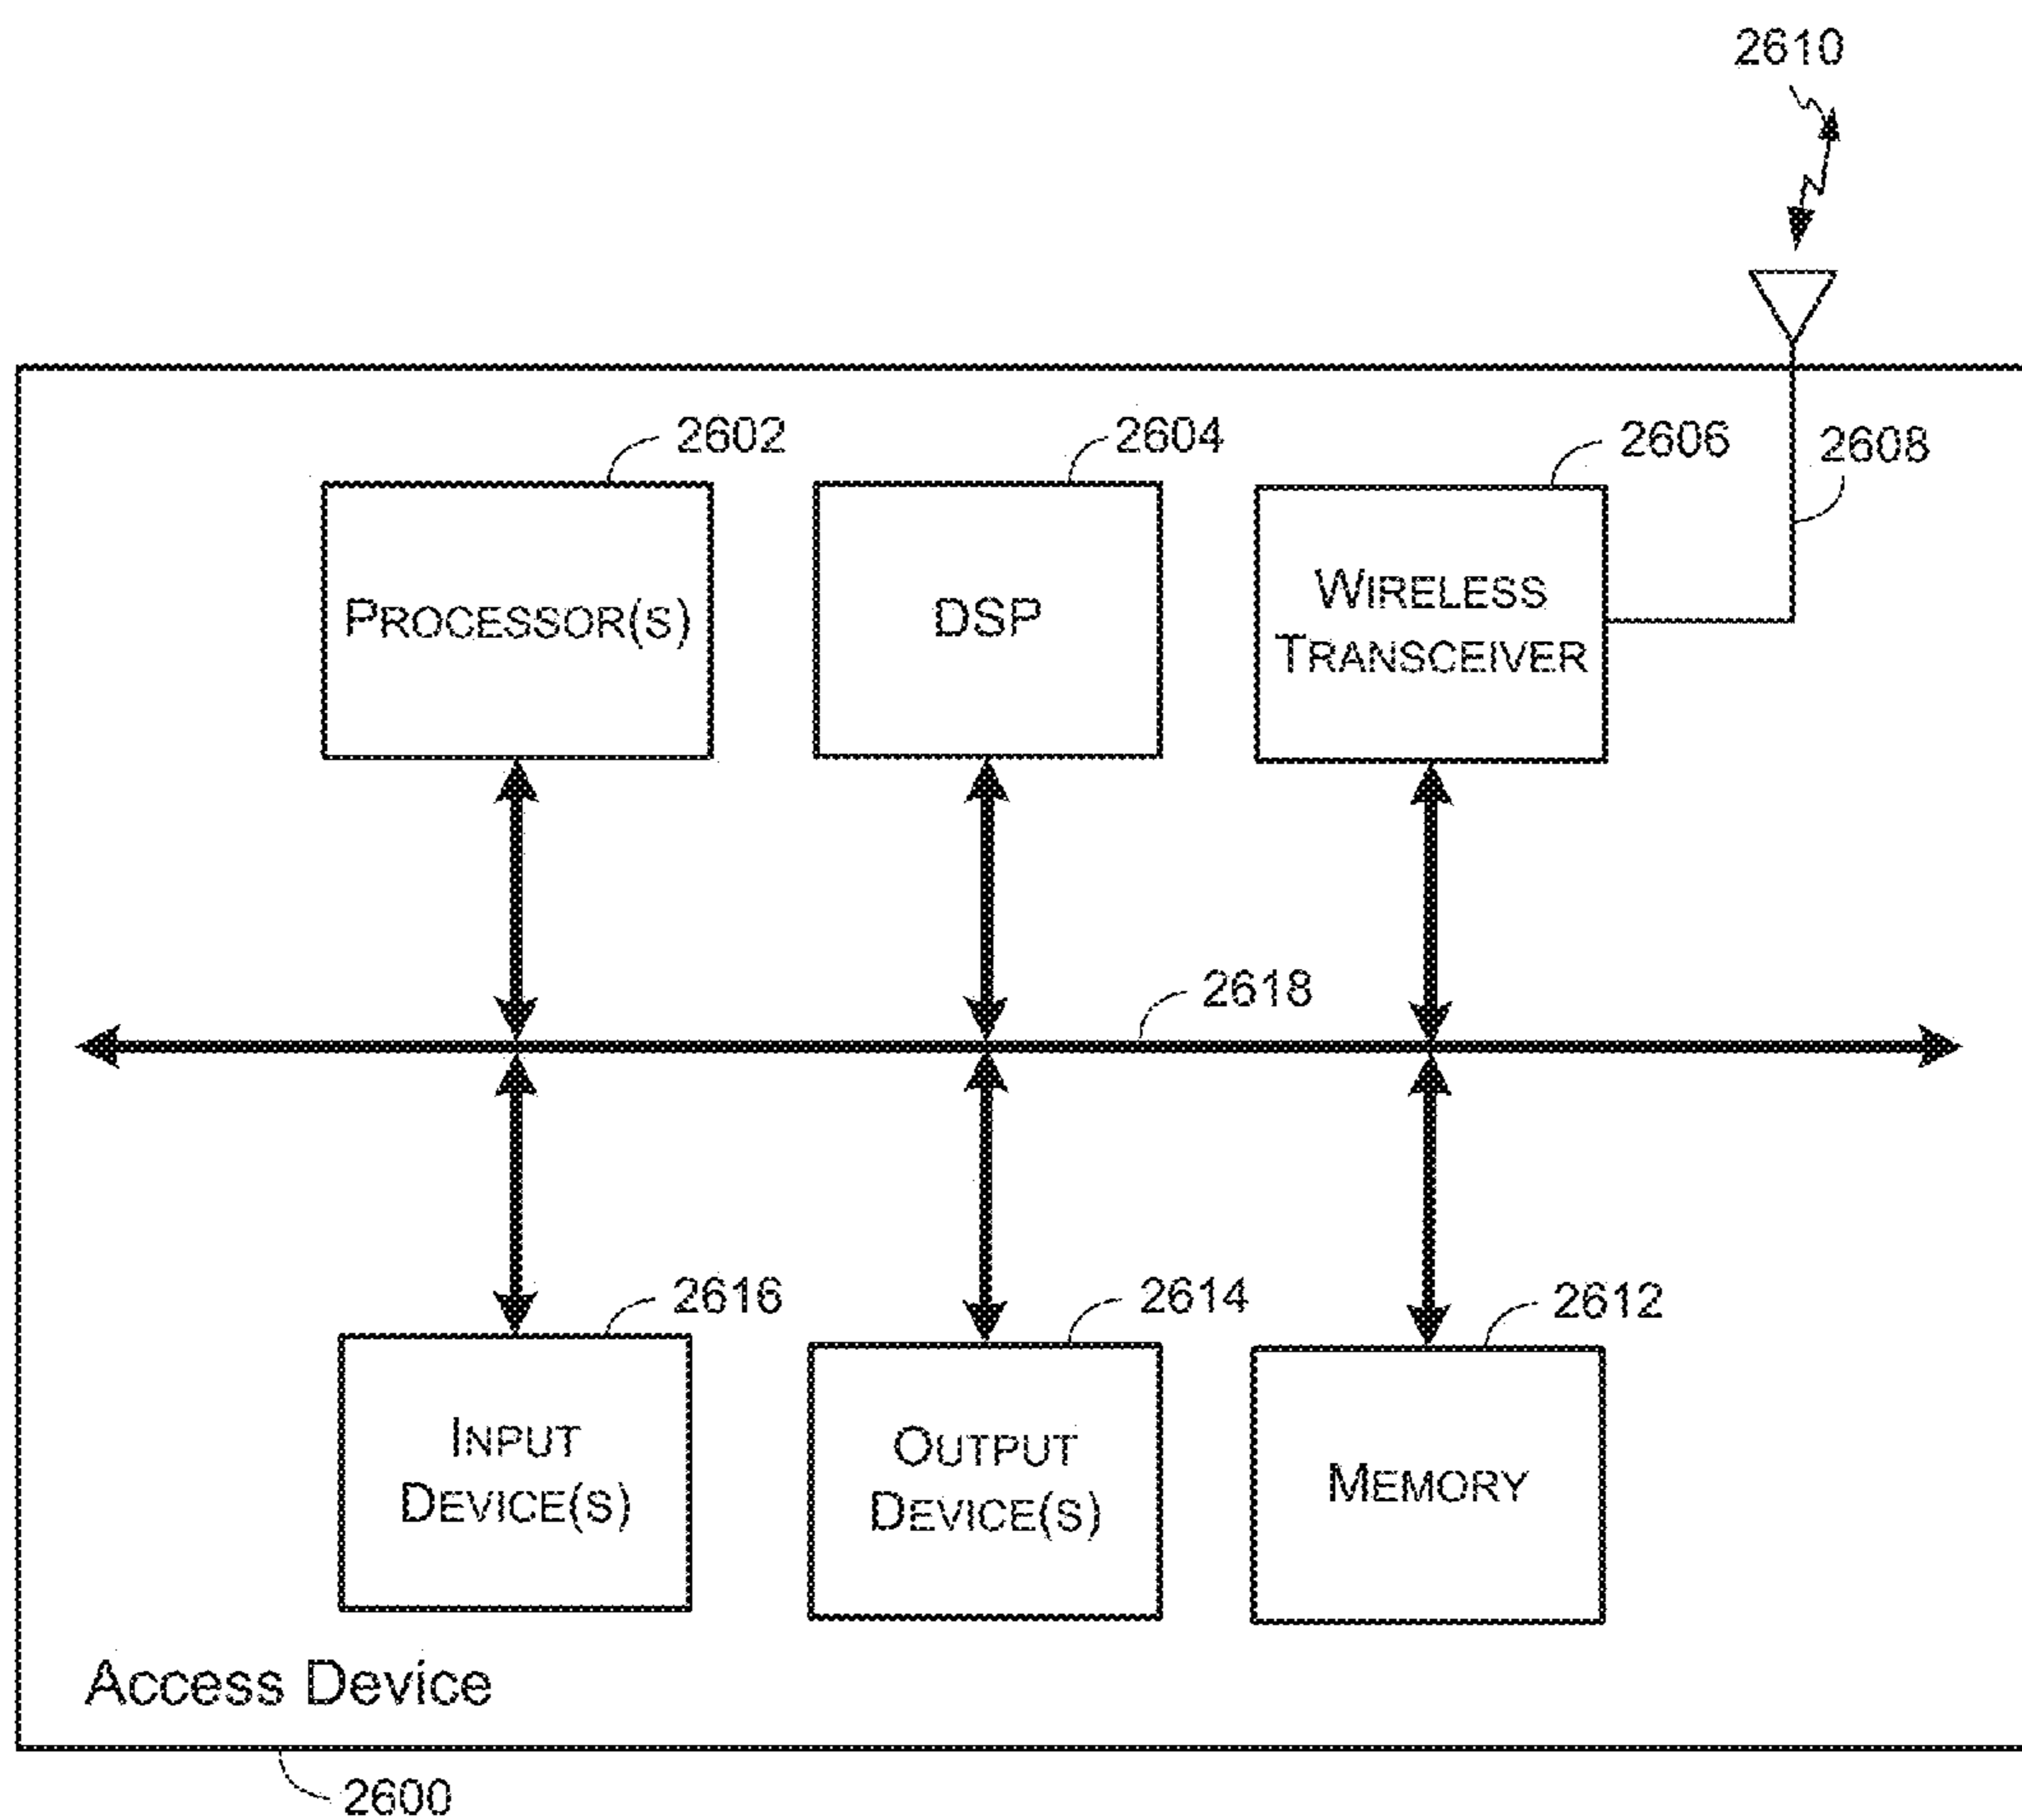 2610
2602
2604
2606
2608
PROCESSOR(S)
DSP
WIRELESS
TRANSCEIVER
2618
2616
2614
2612
INPUT
DEVICE(S)
OUTPUT
DEVICE(S)
MEMORY
Access Device
2600